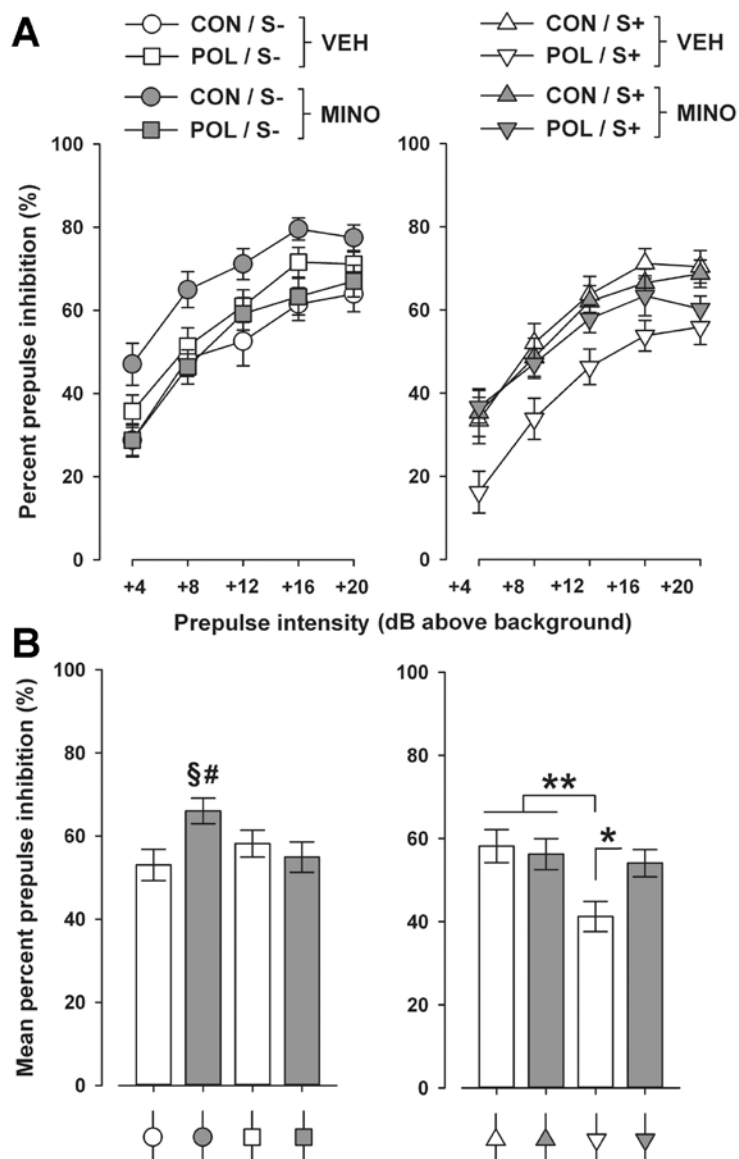 A
CON / S-
POL / S-
VEH
CON / S-
POL / S-
MINO
CON / S+
POL / S+
VEH
CON / S+
POL / S+
MINO
Percent prepulse inhibition (%)
100
80
60
40
20
0
+4 +8 +12 +16 +20
100
80
60
40
20
0
+4 +8 +12 +16 +20
Prepulse intensity (dB above background)
B
Mean percent prepulse inhibition (%)
100
80
60
40
20
0
§#
100
80
60
40
20
0
**
*